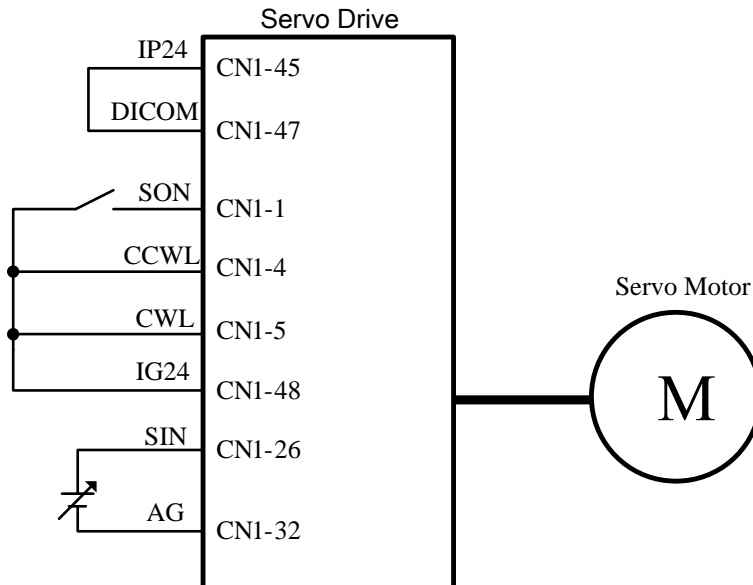 Servo Drive
IP24 CN1-45
DICOM CN1-47
SON CN1-1
CCWL CN1-4
CWL CN1-5
IG24 CN1-48
SIN CN1-26
AG CN1-32
Servo Motor
M